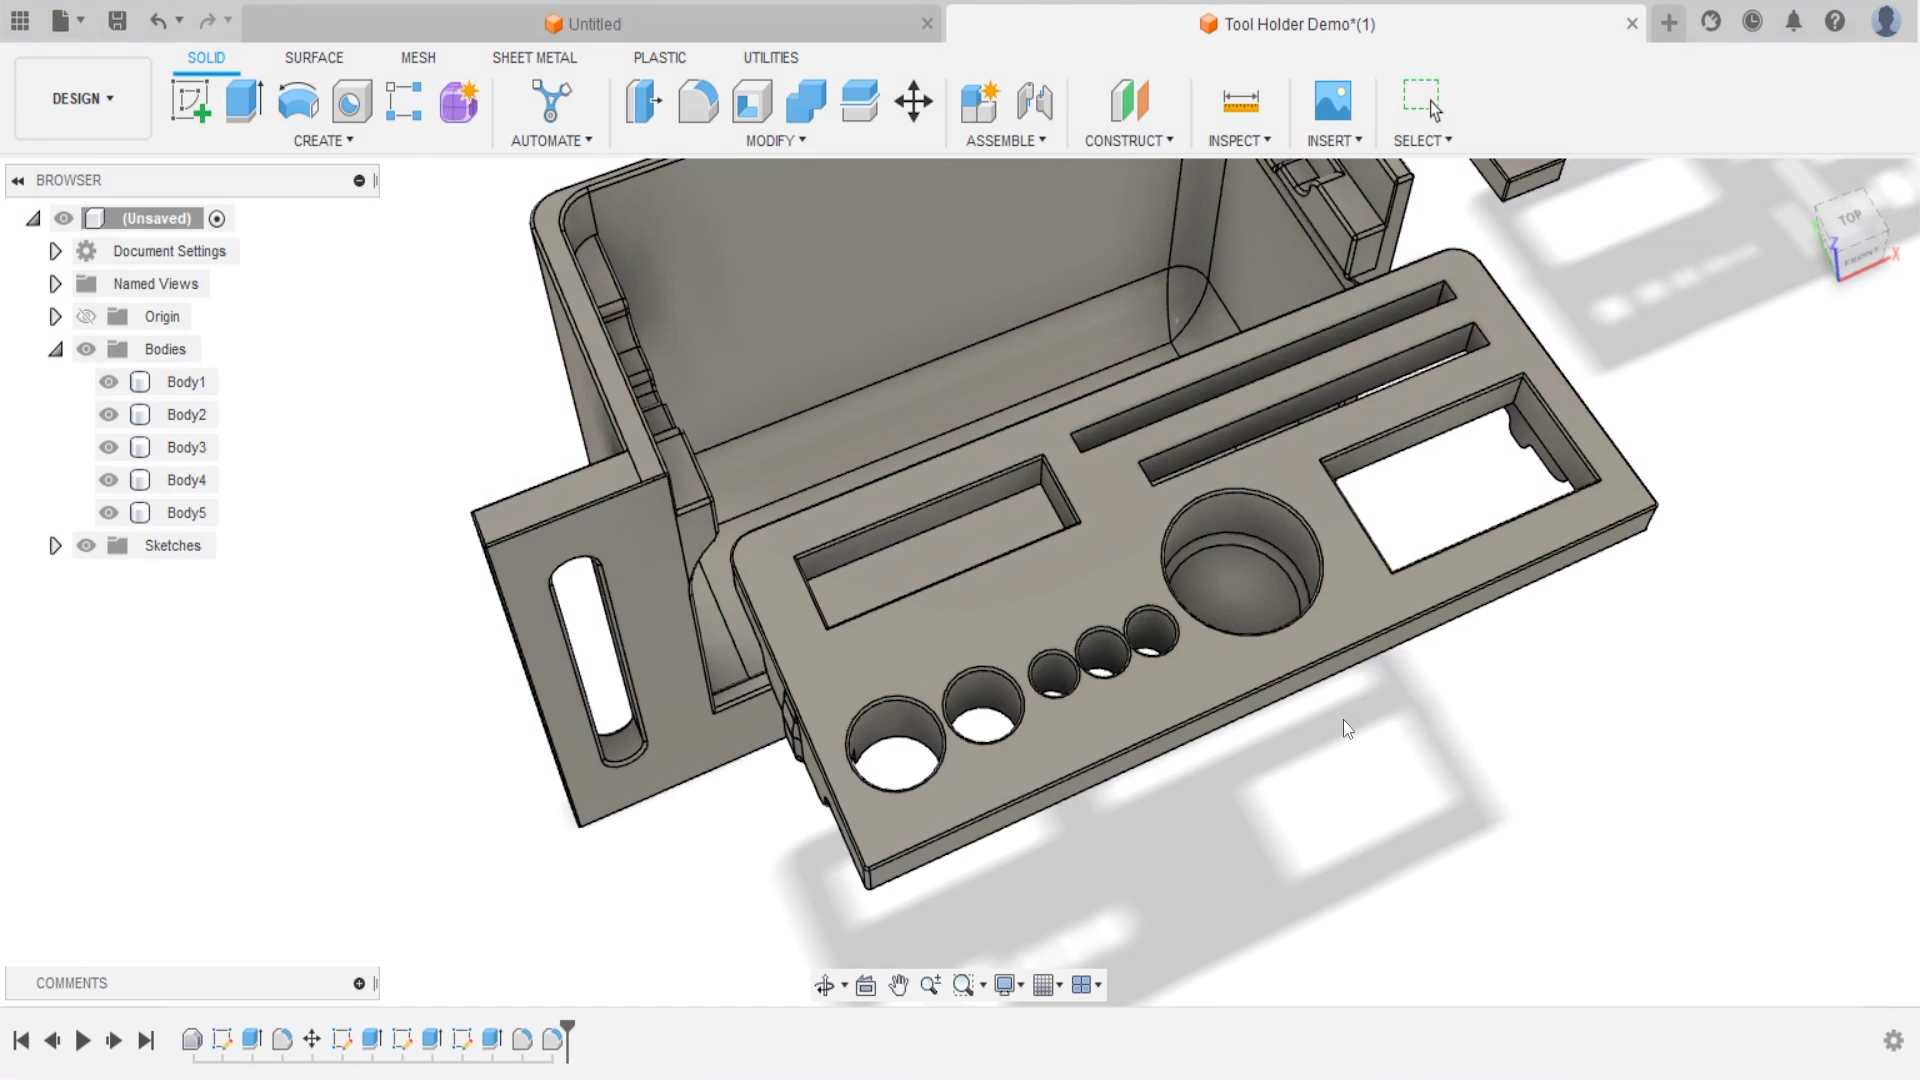 Untitled
Tool Holder Demo*(1)
DESIGN
SOLID
SURFACE
MESH
SHEET METAL
PLASTIC
UTILITIES
CREATE
AUTOMATE
MODIFY
ASSEMBLE
CONSTRUCT
INSPECT
INSERT
SELECT
BROWSER
(Unsaved)
Document Settings
Named Views
Origin
Bodies
Body1
Body2
Body3
Body4
Body5
Sketches
TOP
FRONT
Z
X
COMMENTS